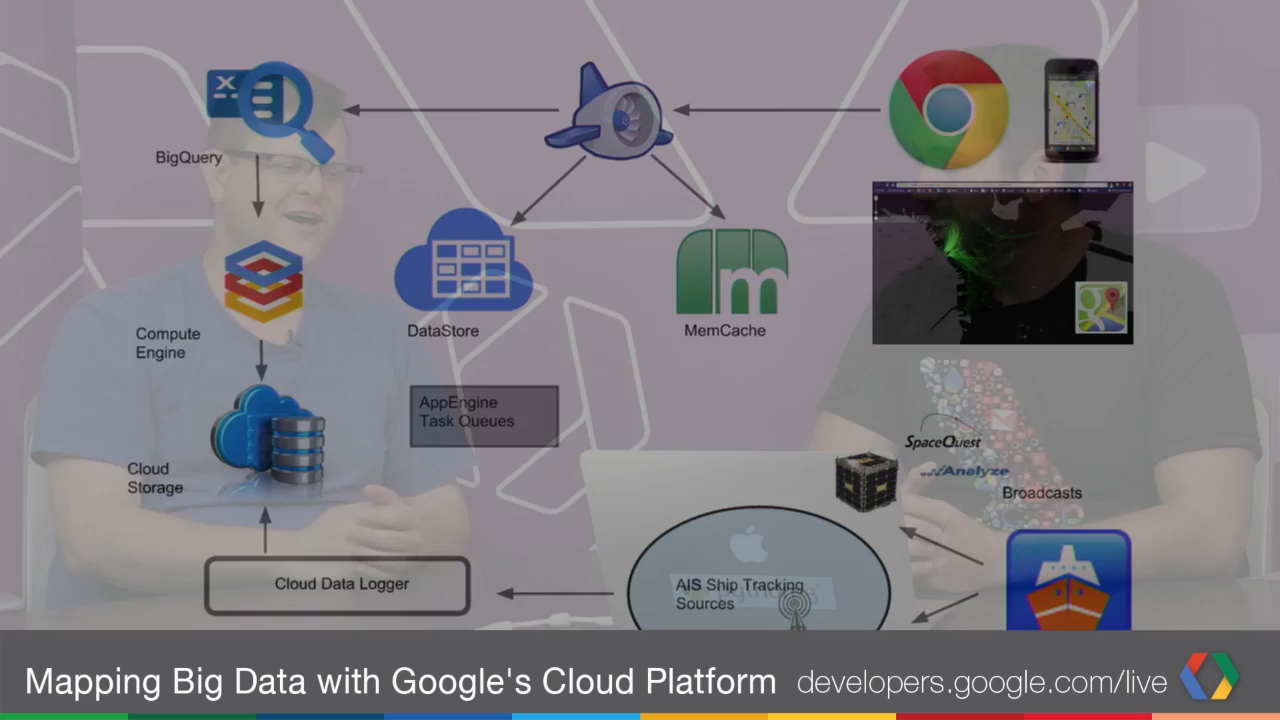 BigQuery
DataStore
MemCache
Compute
Engine
AppEngine
Task Queues
SpaceQuest
Analyze
Cloud
Storage
Broadcasts
Cloud Data Logger
AIS Ship Tracking
Sources
Mapping Big Data with Google's Cloud Platform
developers.google.com/live